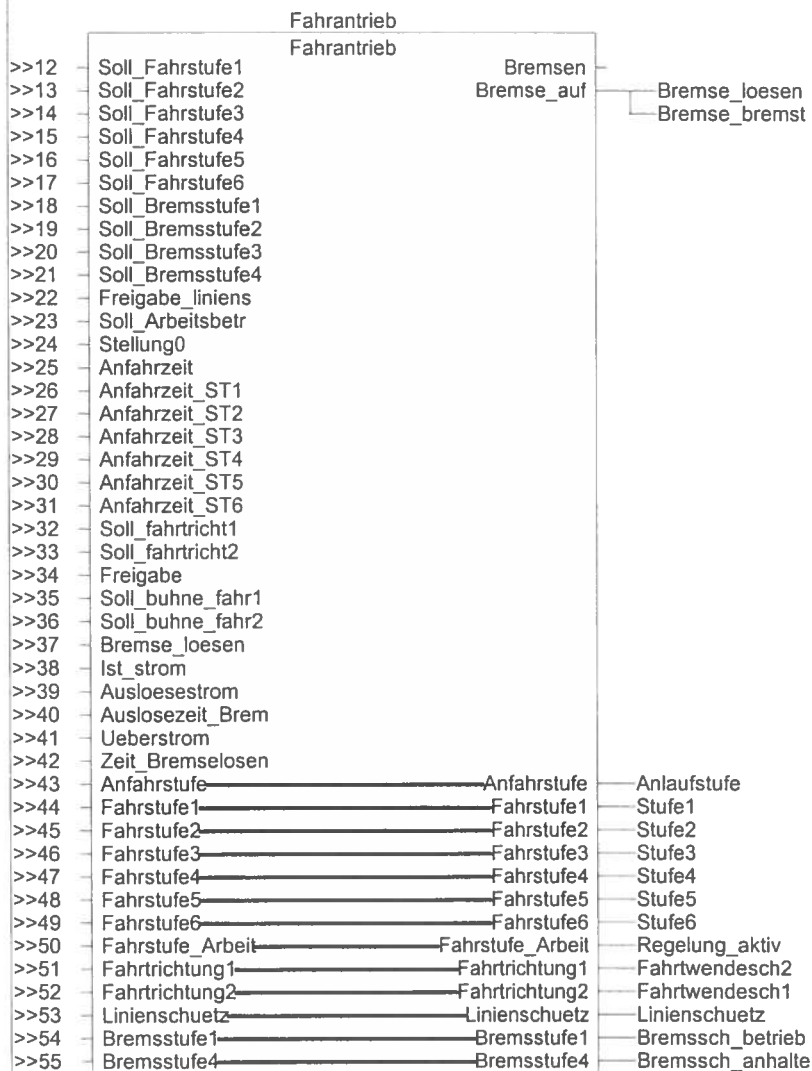 Fahrantrieb
Fahrantrieb
>>12 Soll_Fahrstufe1 Bremsen
>>13 Soll_Fahrstufe2 Bremse_auf Bremse_loesen
>>14 Soll_Fahrstufe3 Bremse_bremst
>>15 Soll_Fahrstufe4
>>16 Soll_Fahrstufe5
>>17 Soll_Fahrstufe6
>>18 Soll_Bremsstufe1
>>19 Soll_Bremsstufe2
>>20 Soll_Bremsstufe3
>>21 Soll_Bremsstufe4
>>22 Freigabe_liniens
>>23 Soll_Arbeitsbetr
>>24 Stellung0
>>25 Anfahrzeit
>>26 Anfahrzeit_ST1
>>27 Anfahrzeit_ST2
>>28 Anfahrzeit_ST3
>>29 Anfahrzeit_ST4
>>30 Anfahrzeit_ST5
>>31 Anfahrzeit_ST6
>>32 Soll_fahrtricht1
>>33 Soll_fahrtricht2
>>34 Freigabe
>>35 Soll_buhne_fahr1
>>36 Soll_buhne_fahr2
>>37 Bremse_loesen
>>38 Ist_strom
>>39 Ausloesestrom
>>40 Auslosezeit_Brem
>>41 Ueberstrom
>>42 Zeit_Bremselosen
>>43 Anfahrstufe Anfahrstufe Anlaufstufe
>>44 Fahrstufe1 Fahrstufe1 Stufe1
>>45 Fahrstufe2 Fahrstufe2 Stufe2
>>46 Fahrstufe3 Fahrstufe3 Stufe3
>>47 Fahrstufe4 Fahrstufe4 Stufe4
>>48 Fahrstufe5 Fahrstufe5 Stufe5
>>49 Fahrstufe6 Fahrstufe6 Stufe6
>>50 Fahrstufe_Arbeit Fahrstufe_Arbeit Regelung_aktiv
>>51 Fahrtrichtung1 Fahrtrichtung1 Fahrtwendesch2
>>52 Fahrtrichtung2 Fahrtrichtung2 Fahrtwendesch1
>>53 Linienschuetz Linienschuetz Linienschuetz
>>54 Bremsstufe1 Bremsstufe1 Bremssch_betrieb
>>55 Bremsstufe4 Bremsstufe4 Bremssch_anhalte